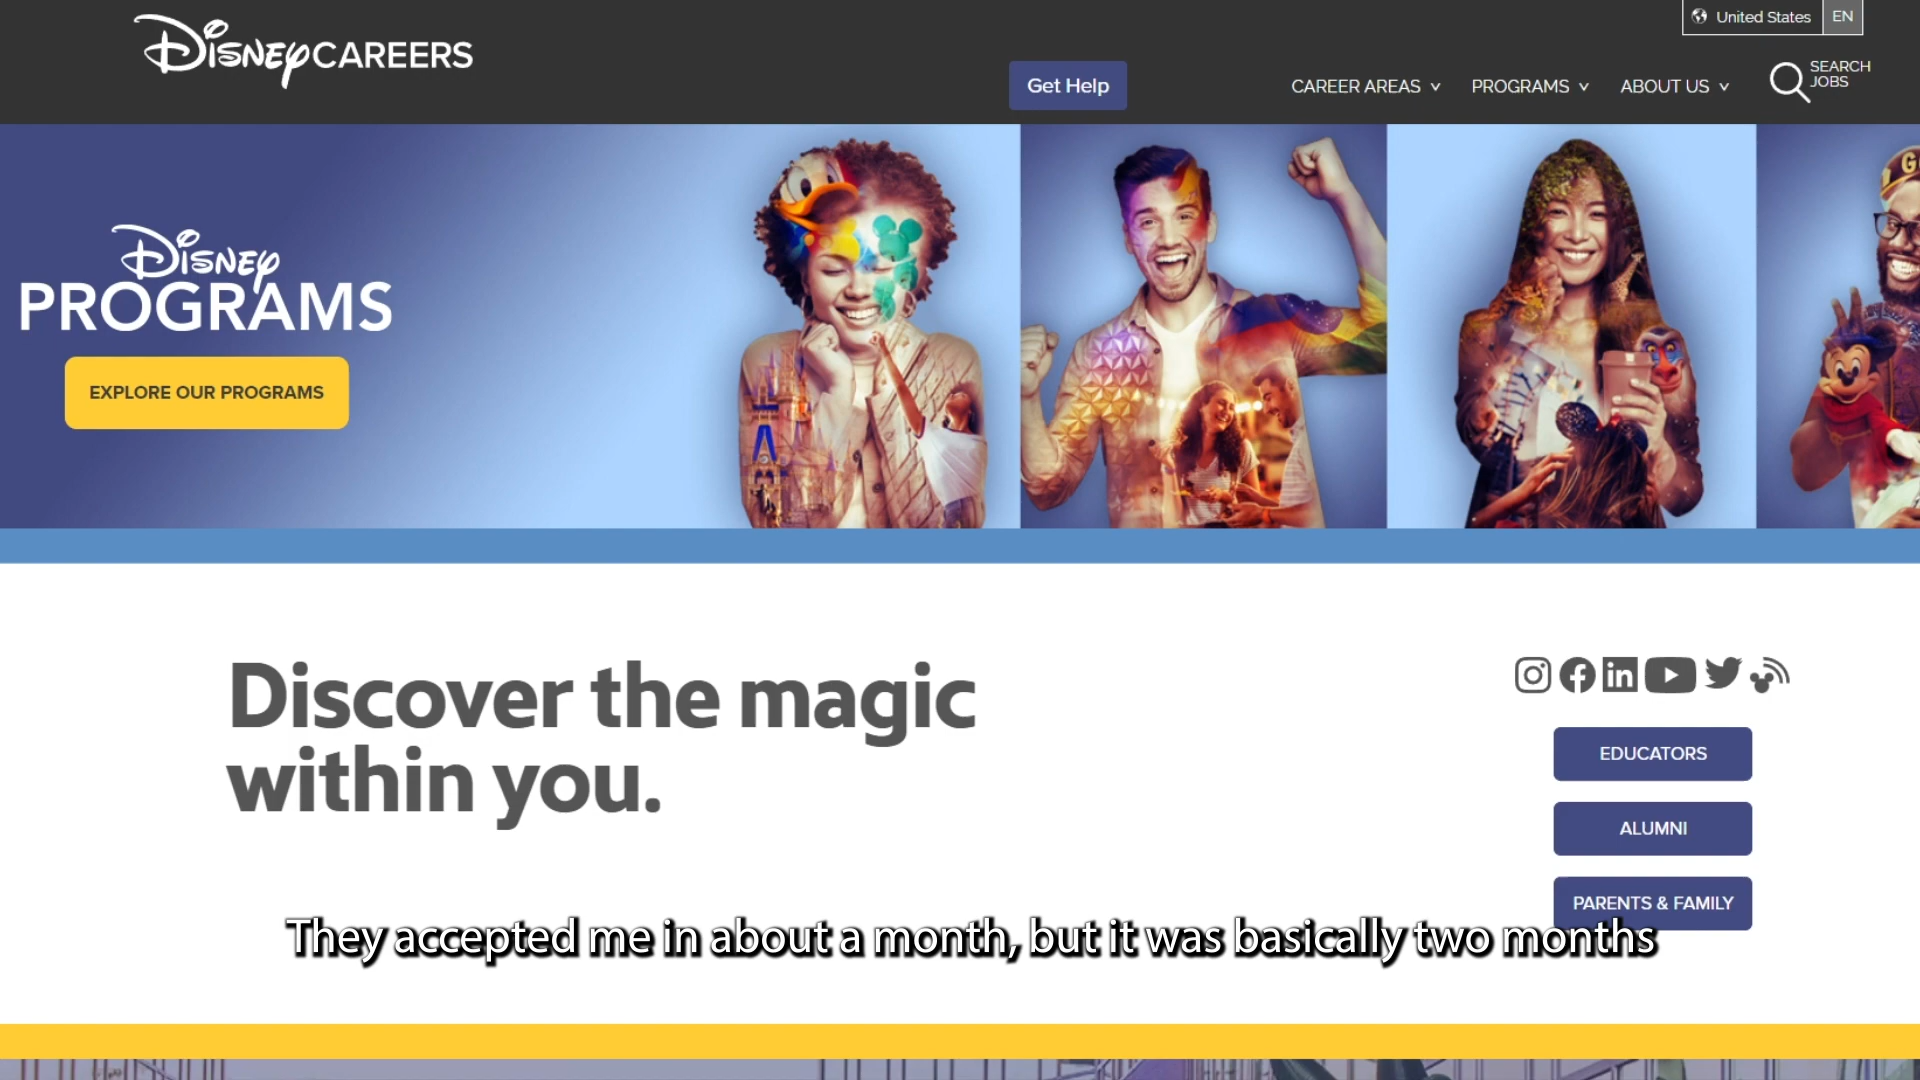 United States EN
Disney CAREERS
Get Help
CAREER AREAS
PROGRAMS
ABOUT US
SEARCH
JOBS
Disney
PROGRAMS
EXPLORE OUR PROGRAMS
Discover the magic
within you.
EDUCATORS
ALUMNI
PARENTS & FAMILY
They accepted me in about a month, but it was basically two months